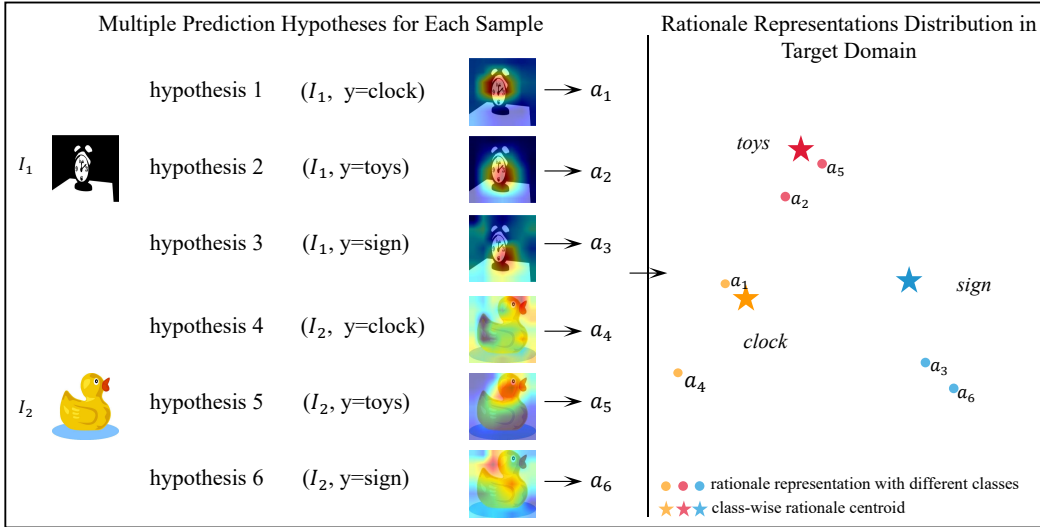 Multiple Prediction Hypotheses for Each Sample
hypothesis 1 (I₁, y=clock) a₁
I₁
hypothesis 2 (I₁, y=toys) a₂
hypothesis 3 (I₁, y=sign) a₃
hypothesis 4 (I₂, y=clock) a₄
I₂
hypothesis 5 (I₂, y=toys) a₅
hypothesis 6 (I₂, y=sign) a₆
Rationale Representations Distribution in
Target Domain
toys
a₅
a₂
a₁
sign
clock
a₃
a₄
a₆
rationale representation with different classes
class-wise rationale centroid